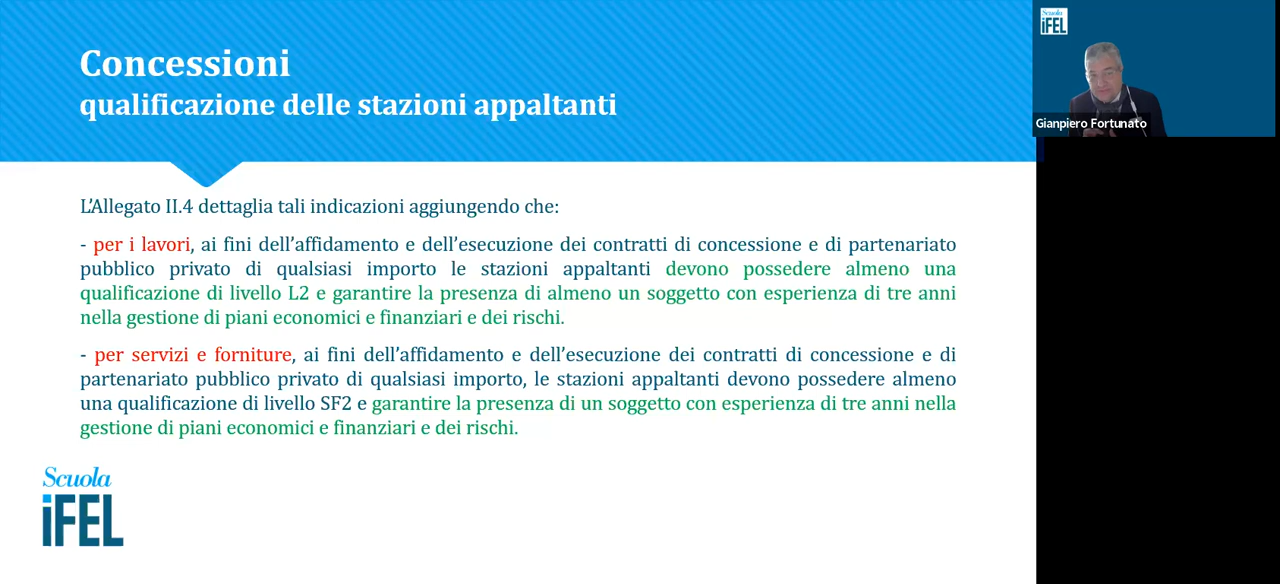 Concessioni
qualificazione delle stazioni appaltanti
L'Allegato II.4 dettaglia tali indicazioni aggiungendo che:
- per i lavori, ai fini dell'affidamento e dell'esecuzione dei contratti di concessione e di partenariato
pubblico privato di qualsiasi importo le stazioni appaltanti devono possedere almeno una
qualificazione di livello L2 e garantire la presenza di almeno un soggetto con esperienza di tre anni
nella gestione di piani economici e finanziari e dei rischi.
- per servizi e forniture, ai fini dell'affidamento e dell'esecuzione dei contratti di concessione e di
partenariato pubblico privato di qualsiasi importo, le stazioni appaltanti devono possedere almeno
una qualificazione di livello SF2 e garantire la presenza di un soggetto con esperienza di tre anni nella
gestione di piani economici e finanziari e dei rischi.
Scuola
iFEL
Scuola
iFEL
Gianpiero Fortunato